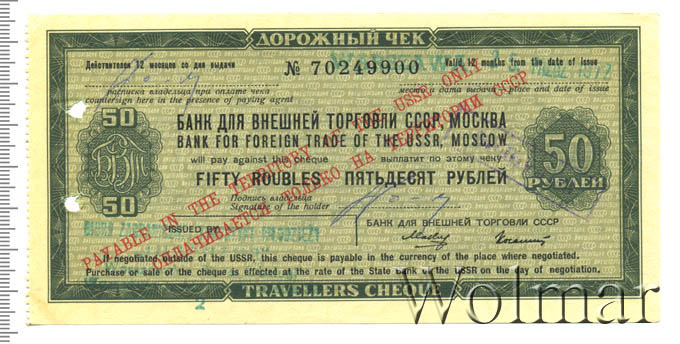 ДОРОЖНЫЙ ЧЕК
Действителен 12 месяцев со дня выдачи
Valid 12 months from the date of issue
№ 70249900
1977
подписка владельца при оплате чека
countersign here in the presence of paying agent
место и дата выдачи place and date of issue
50
БАНК ДЛЯ ВНЕШНЕЙ ТОРГОВЛИ СССР, МОСКВА
BANK FOR FOREIGN TRADE OF THE USSR, MOSCOW
will pay against this cheque выплатит по этому чеку
FIFTY ROUBLES ПЯТЬДЕСЯТ РУБЛЕЙ
50
РУБЛЕЙ
БВТ
50
Подпись владельца
Signature of the holder
PAYABLE IN THE TERRITORY OF THE USSR ONLY
ОПЛАЧИВАЕТСЯ ТОЛЬКО НА ТЕРРИТОРИИ СССР
ISSUED BY
БАНК ДЛЯ ВНЕШНЕЙ ТОРГОВЛИ СССР
If negotiated outside of the USSR, this cheque is payable in the currency of the place where negotiated.
Purchase or sale of the cheque is effected at the rate of the State bank of the USSR on the day of negotiation.
2
TRAVELLERS CHEQUE
Wolmar